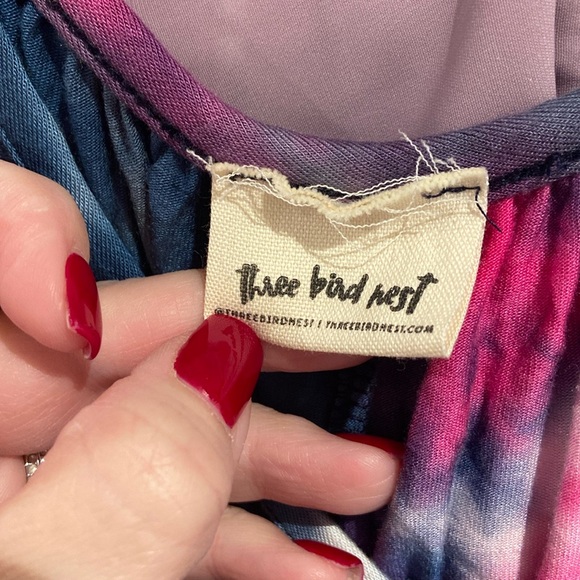 three bird nest
@THREEBIRDNEST | THREEBIRDNEST.COM